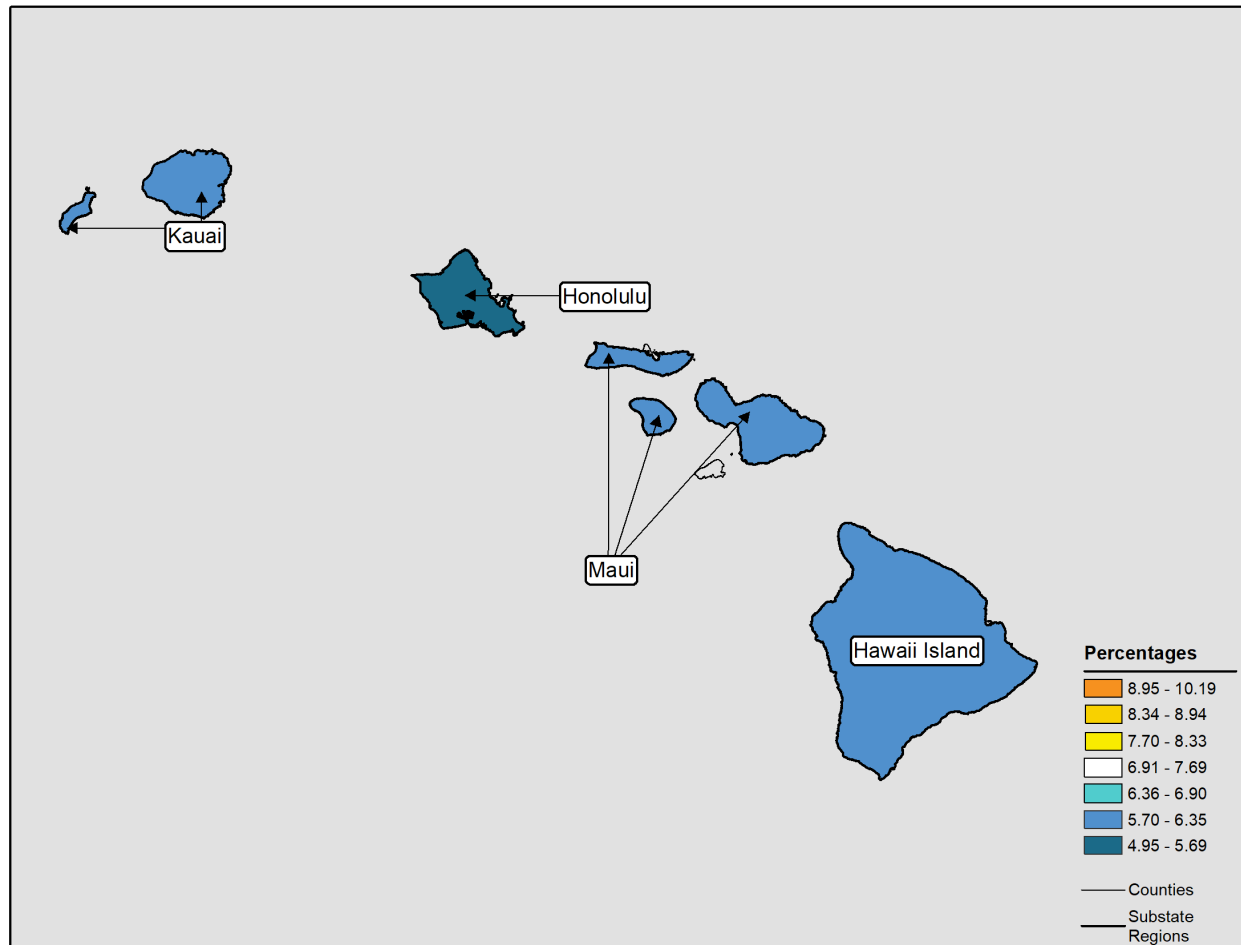 Kauai
Honolulu
Maui
Hawaii Island
Percentages
8.95 - 10.19
8.34 - 8.94
7.70 - 8.33
6.91 - 7.69
6.36 - 6.90
5.70 - 6.35
4.95 - 5.69
Counties
Substate
Regions